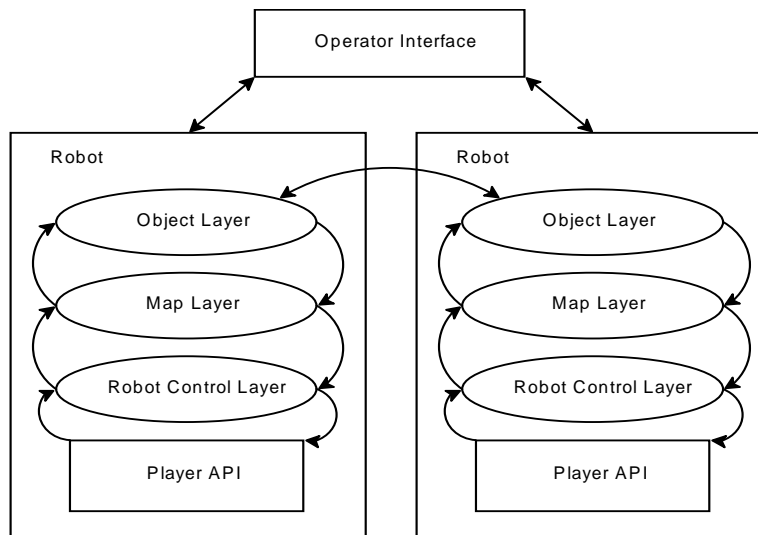 Operator Interface
Robot
Object Layer
Map Layer
Robot Control Layer
Player API
Robot
Object Layer
Map Layer
Robot Control Layer
Player API